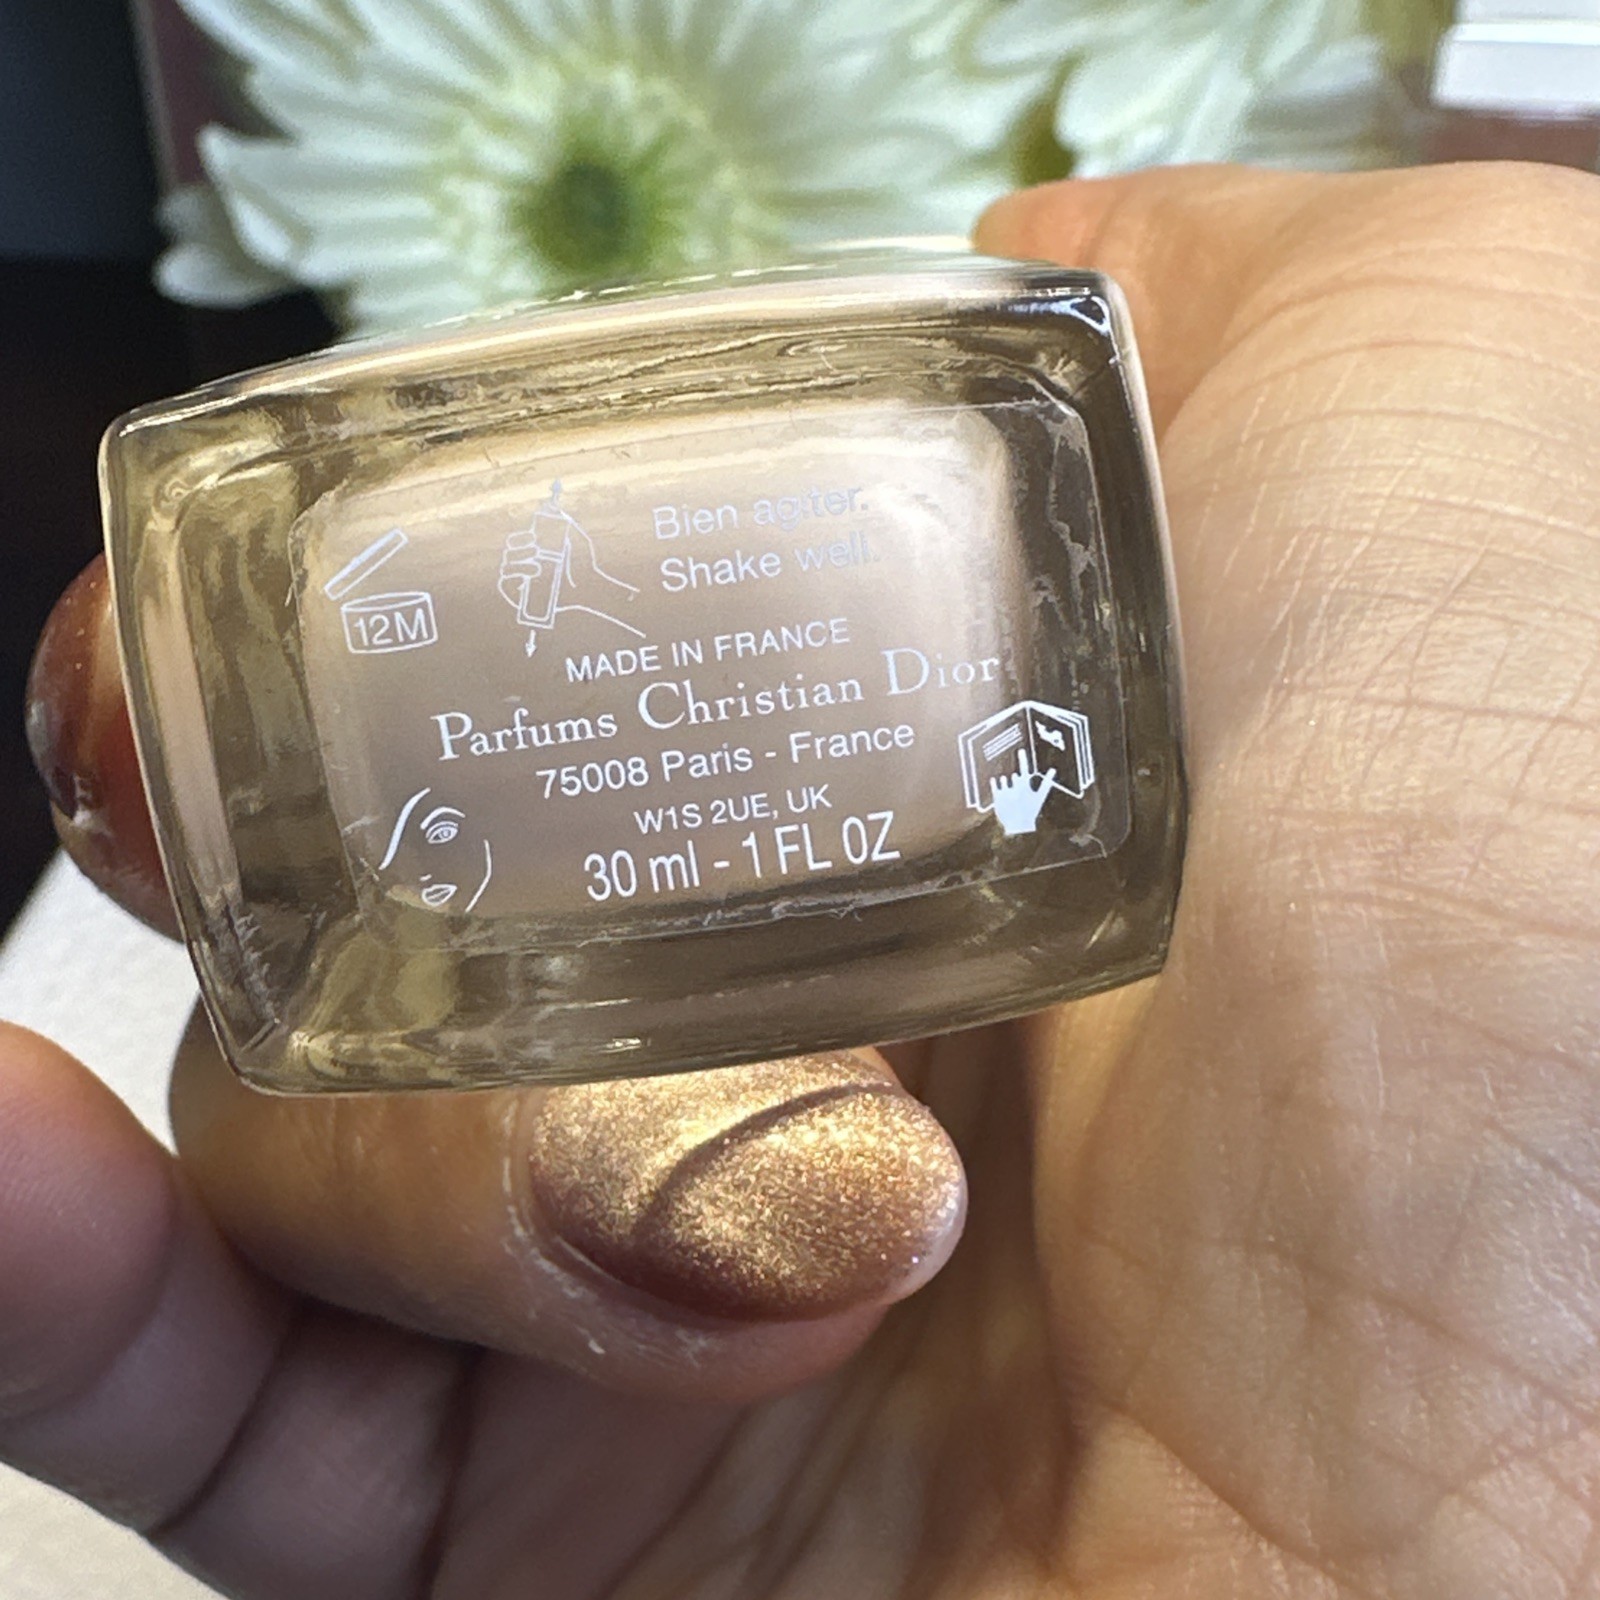 Bien agiter.
Shake well.
12M
MADE IN FRANCE
Parfums Christian Dior
75008 Paris - France
W1S 2UE, UK
30 ml - 1 FL OZ